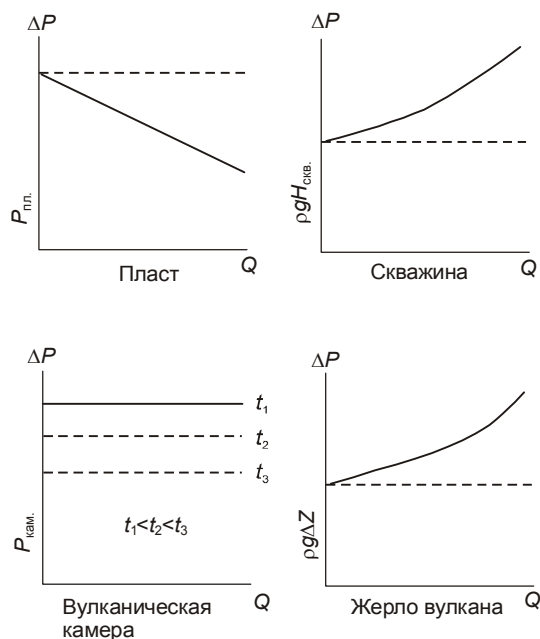 ΔP
P пл.
Q
Пласт
ΔP
ρgH скв.
Q
Скважина
ΔP
t₁
t₂
t₃
t₁<t₂<t₃
P кам.
Q
Вулканическая
камера
ΔP
ρgΔZ
Q
Жерло вулкана